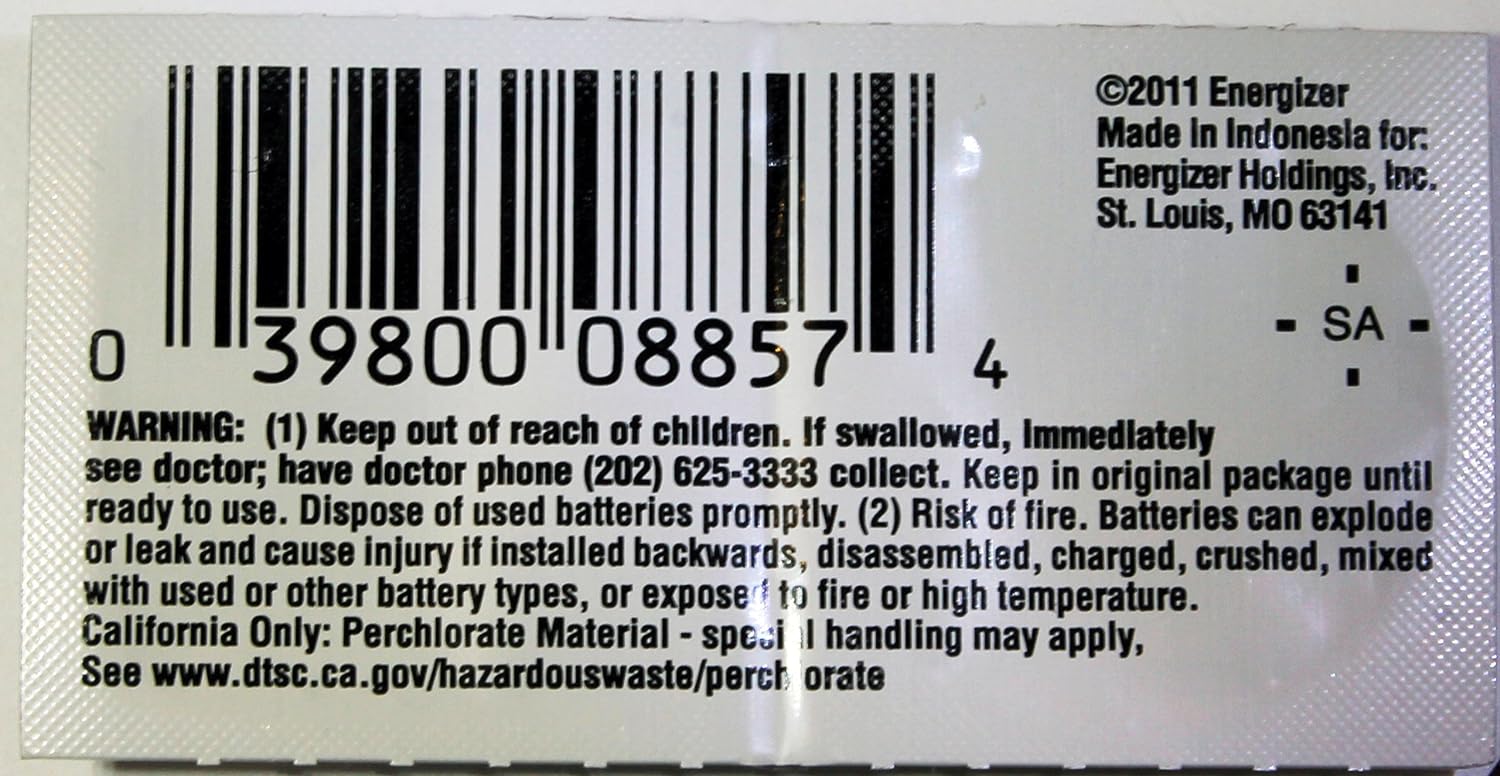 ©2011 Energizer
Made In Indonesia for:
Energizer Holdings, Inc.
St. Louis, MO 63141
- SA -
0 39800 08857 4
WARNING: (1) Keep out of reach of children. If swallowed, Immediately
see doctor; have doctor phone (202) 625-3333 collect. Keep in original package until
ready to use. Dispose of used batteries promptly. (2) Risk of fire. Batteries can explode
or leak and cause injury if installed backwards, disassembled, charged, crushed, mixed
with used or other battery types, or exposed to fire or high temperature.
California Only: Perchlorate Material - special handling may apply,
See www.dtsc.ca.gov/hazardouswaste/perchlorate